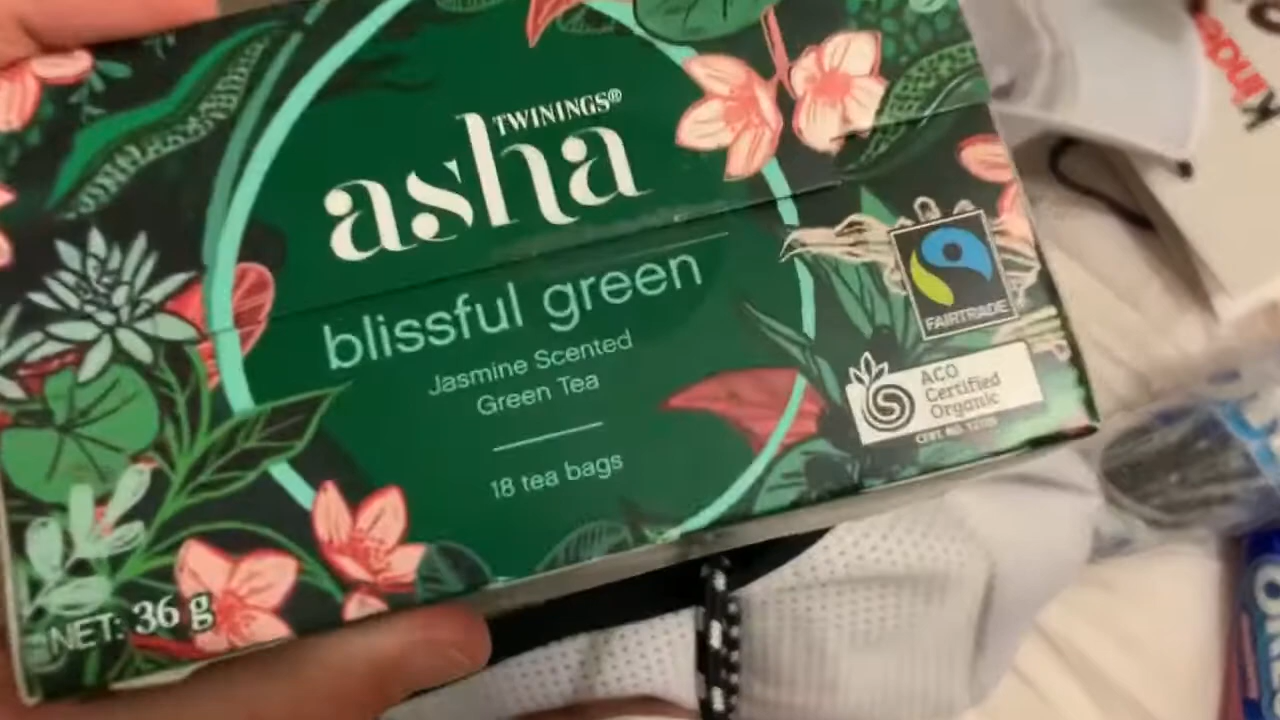 TWININGS®
asha
blissful green
Jasmine Scented
Green Tea
18 tea bags
NET: 36 g
FAIRTRADE
ACO
Certified
Organic